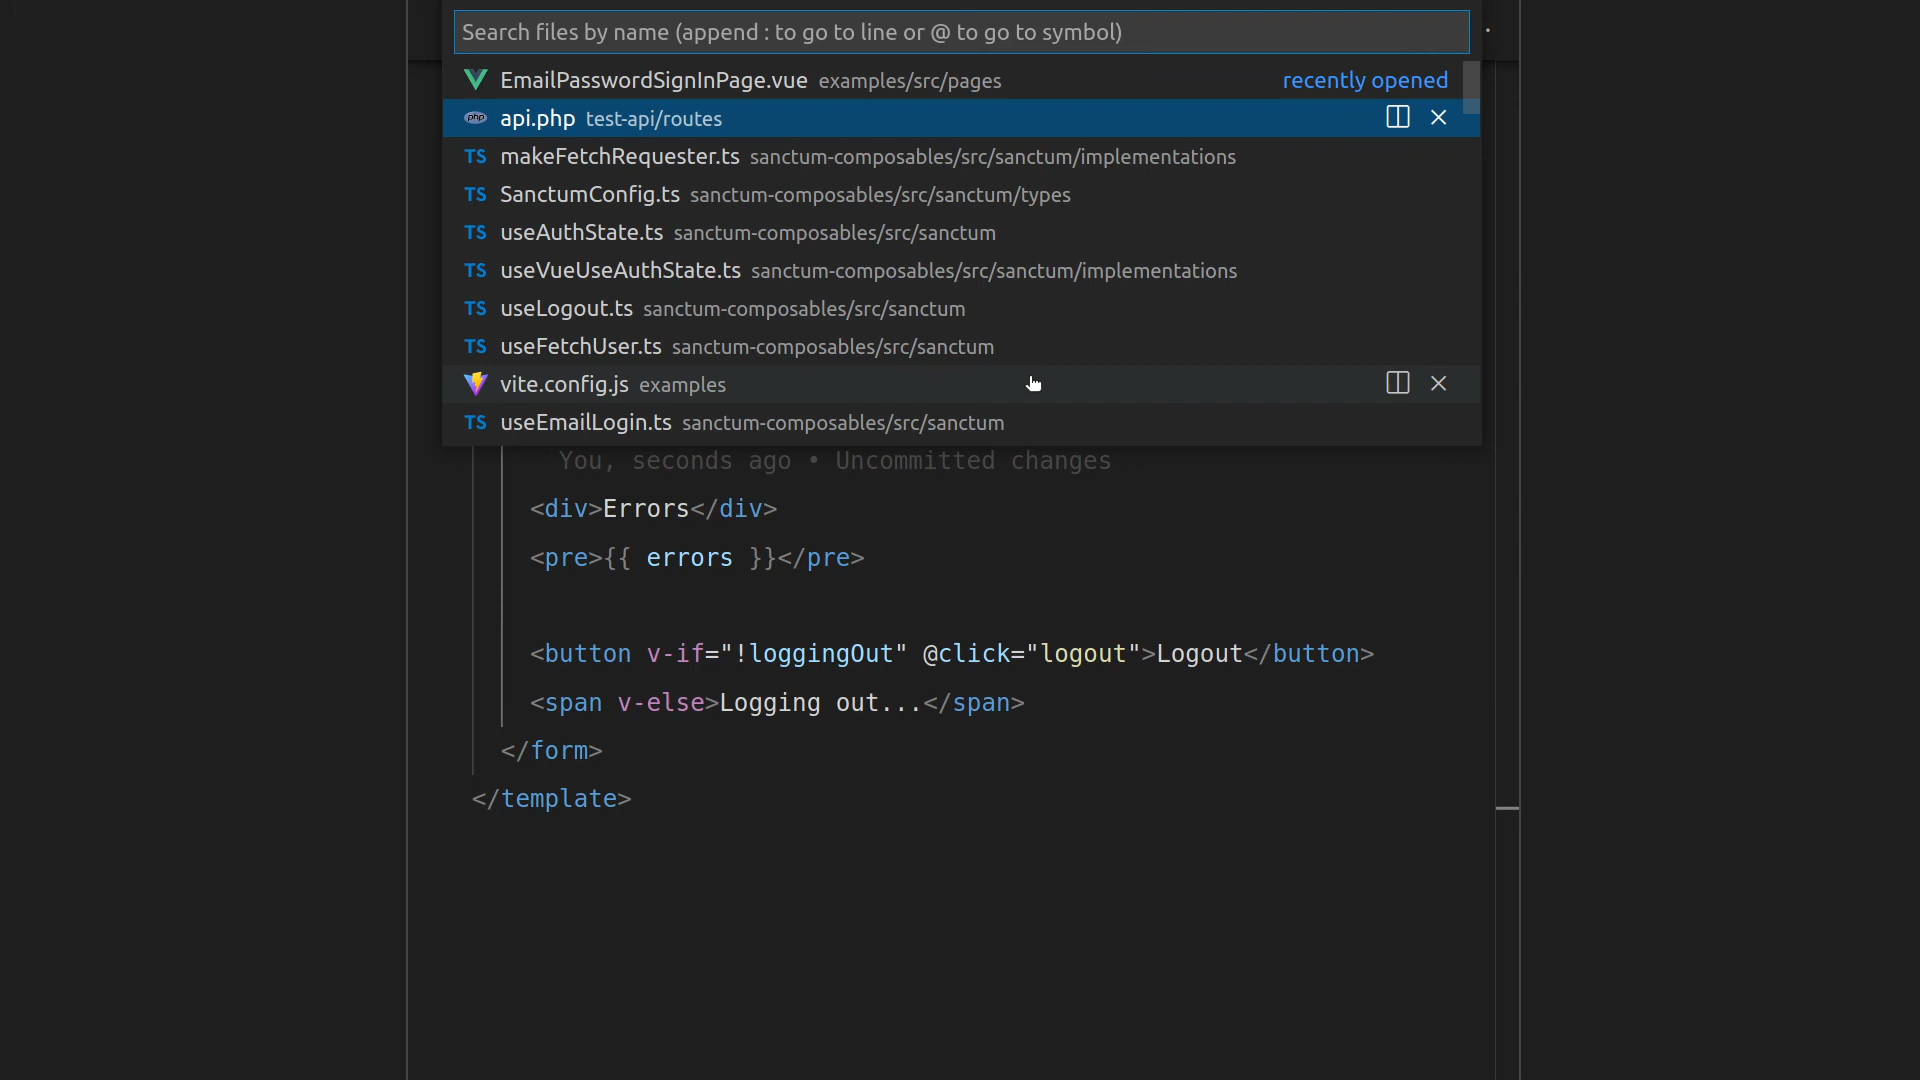 Search files by name (append : to go to line or @ to go to symbol)
EmailPasswordSignInPage.vue examples/src/pages recently opened
php api.php test-api/routes
TS makeFetchRequester.ts sanctum-composables/src/sanctum/implementations
TS SanctumConfig.ts sanctum-composables/src/sanctum/types
TS useAuthState.ts sanctum-composables/src/sanctum
TS useVueUseAuthState.ts sanctum-composables/src/sanctum/implementations
TS useLogout.ts sanctum-composables/src/sanctum
TS useFetchUser.ts sanctum-composables/src/sanctum
vite.config.js examples
TS useEmailLogin.ts sanctum-composables/src/sanctum
You, seconds ago • Uncommitted changes
<div>Errors</div>
<pre>{{ errors }}</pre>
<button v-if="!loggingOut" @click="logout">Logout</button>
<span v-else>Logging out...</span>
</form>
</template>